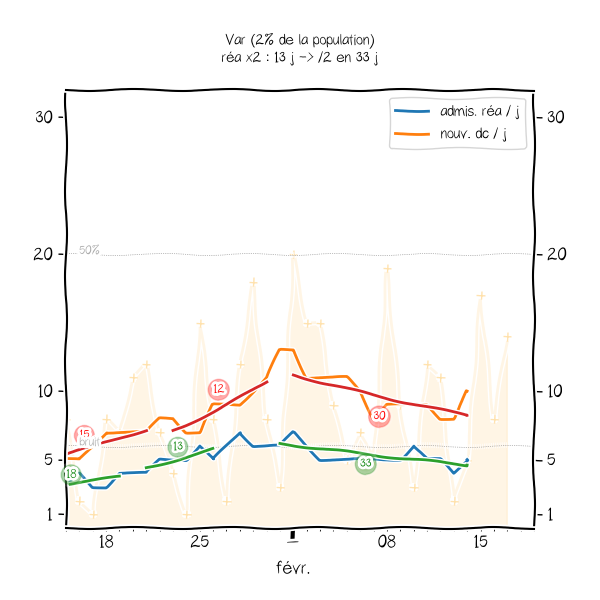 Var (2% de la population)
réa x2 : 13 j -> /2 en 33 j
admis. réa / j
nouv. dc / j
30 30
20 20
50%
10 10
5 5
1 1
bruit
15
12
13
18
30
33
18 25 1 08 15
févr.